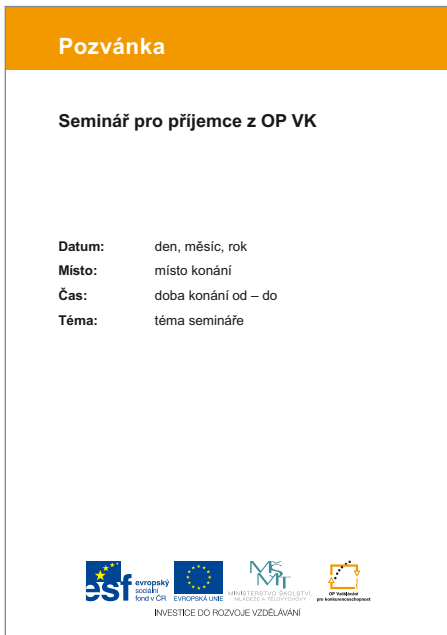 Pozvánka
Seminář pro příjemce z OP VK
Datum: den, měsíc, rok
Místo: místo konání
Čas: doba konání od – do
Téma: téma semináře
esf evropský sociální fond v ČR
EVROPSKÁ UNIE
MINISTERSTVO ŠKOLSTVÍ,
MLÁDEŽE A TĚLOVÝCHOVY
OP Vzdělávání
pro konkurenceschopnost
INVESTICE DO ROZVOJE VZDĚLÁVÁNÍ